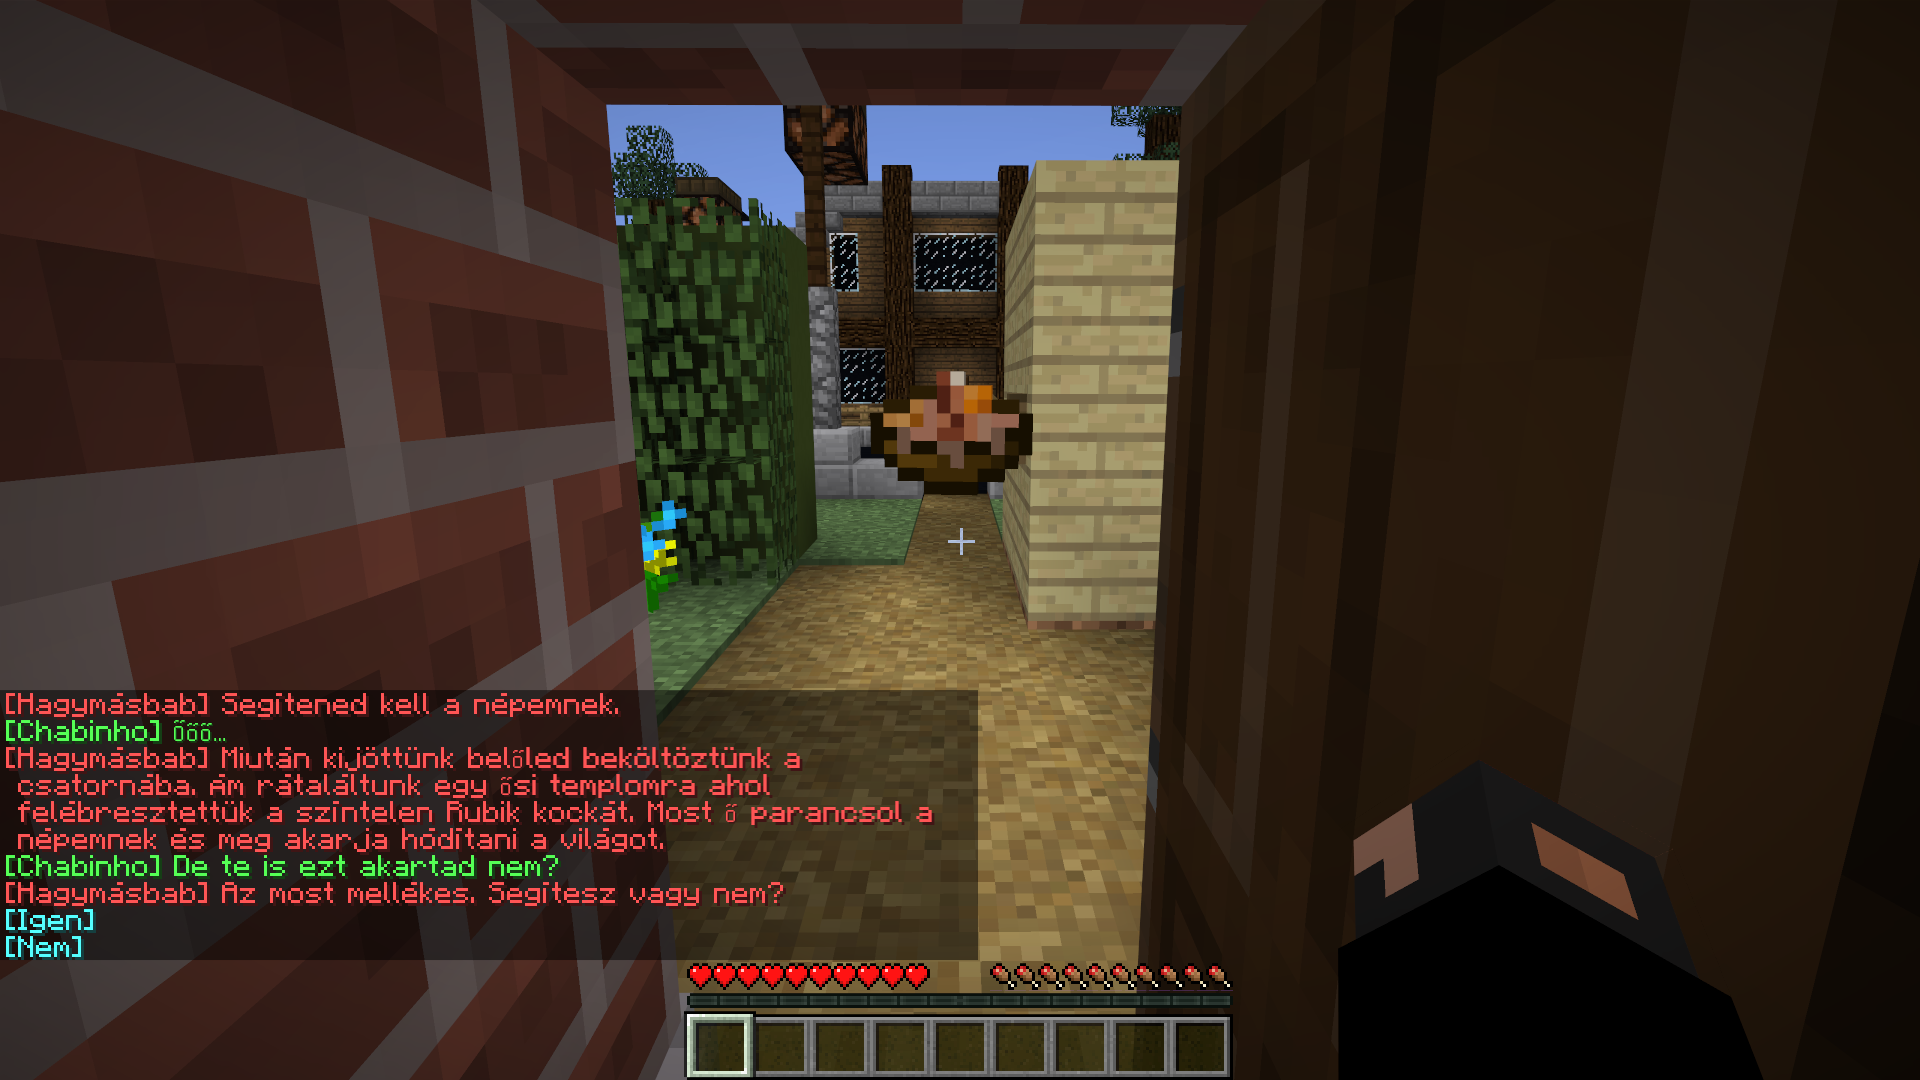 [Hagymásbab] Segítened kell a népemnek.
[Chabinho] Őőő...
[Hagymásbab] Miután kijöttünk belőled beköltöztünk a
csatornába. Ám rátaláltunk egy ősi templomra ahol
felébresztettük a színtelen Rubik kockát. Most ő parancsol a
népemnek és meg akarja hódítani a világot.
[Chabinho] De te is ezt akartad nem?
[Hagymásbab] Az most mellékes. Segítesz vagy nem?
[Igen]
[Nem]